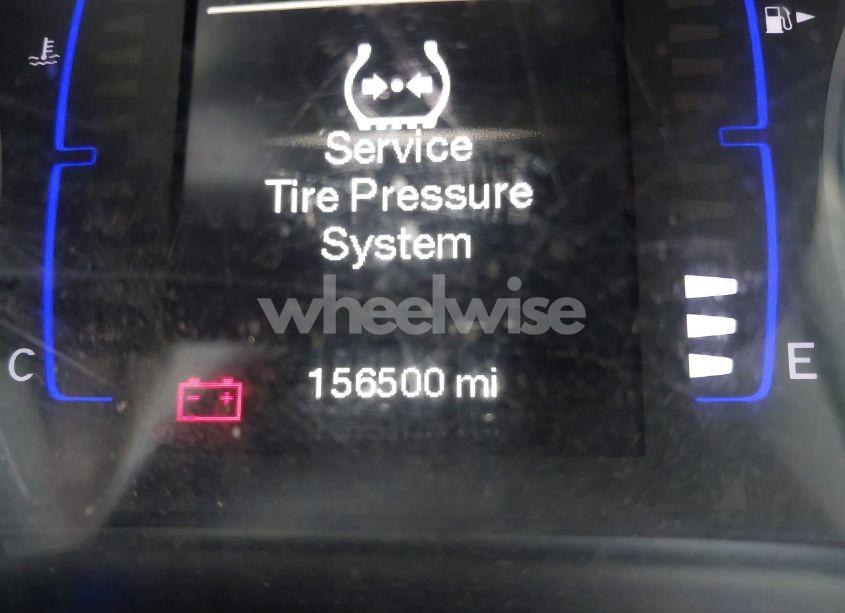 Service
Tire Pressure
System
wheelwise
156500 mi
C
E